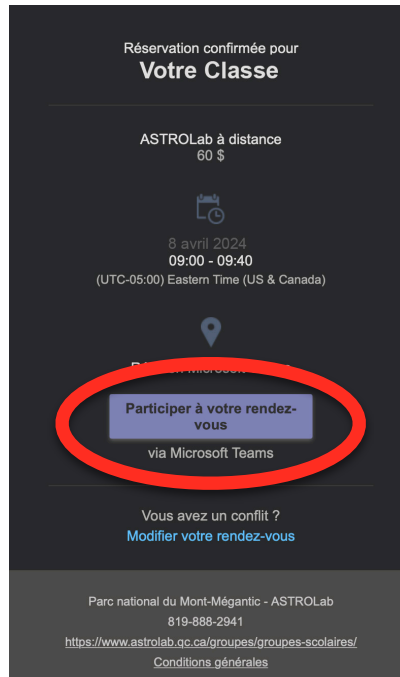 Réservation confirmée pour
Votre Classe
ASTROLab à distance
60 $
8 avril 2024
09:00 - 09:40
(UTC-05:00) Eastern Time (US & Canada)
Participer à votre rendez-
vous
via Microsoft Teams
Vous avez un conflit ?
Modifier votre rendez-vous
Parc national du Mont-Mégantic - ASTROLab
819-888-2941
https://www.astrolab.qc.ca/groupes/groupes-scolaires/
Conditions générales